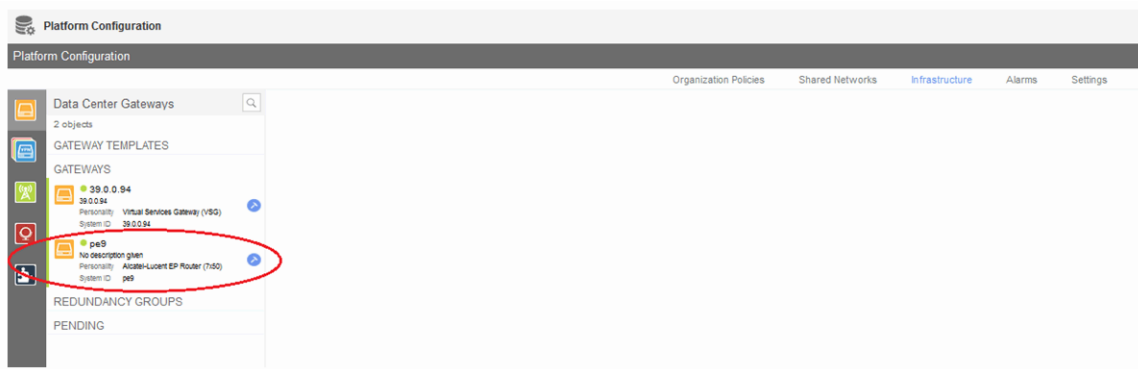 Platform Configuration
Platform Configuration
Organization Policies Shared Networks Infrastructure Alarms Settings
Data Center Gateways
2 objects
GATEWAY TEMPLATES
GATEWAYS
39.0.0.94
39.0.0.94
Personality Virtual Services Gateway (VSG)
System ID 39.0.0.94
pe9
No description given
Personality Alcatel-Lucent EP Router (7x50)
System ID pe9
REDUNDANCY GROUPS
PENDING